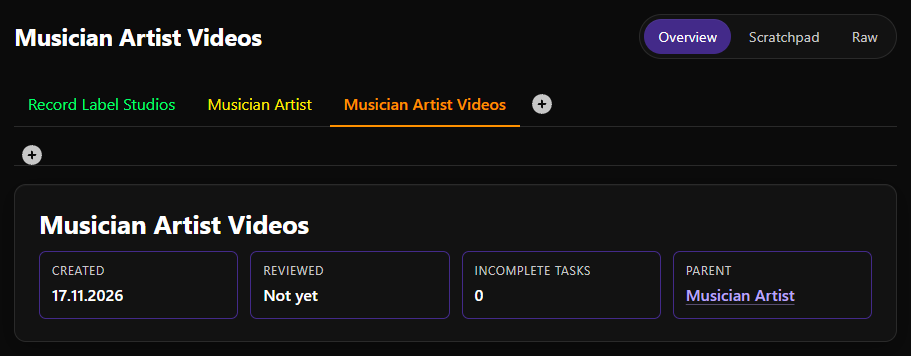 Musician Artist Videos
Overview Scratchpad Raw
Record Label Studios Musician Artist Musician Artist Videos
Musician Artist Videos
CREATED REVIEWED INCOMPLETE TASKS PARENT
17.11.2026 Not yet 0 Musician Artist